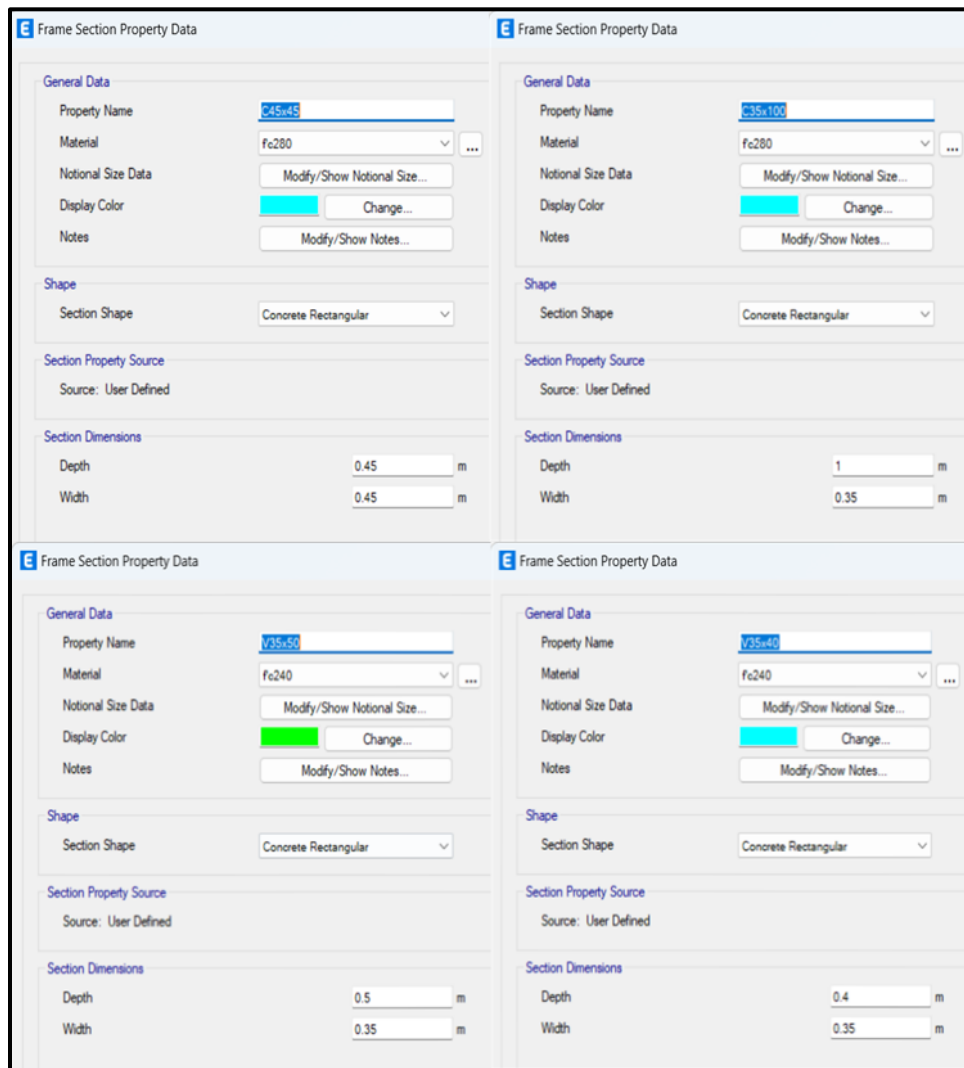 Frame Section Property Data
General Data
Property Name C45x45
Material f'c280 ...
Notional Size Data Modify/Show Notional Size...
Display Color Change...
Notes Modify/Show Notes...
Shape
Section Shape Concrete Rectangular
Section Property Source
Source: User Defined
Section Dimensions
Depth 0.45 m
Width 0.45 m
Frame Section Property Data
General Data
Property Name C35x100
Material f'c280 ...
Notional Size Data Modify/Show Notional Size...
Display Color Change...
Notes Modify/Show Notes...
Shape
Section Shape Concrete Rectangular
Section Property Source
Source: User Defined
Section Dimensions
Depth 1 m
Width 0.35 m
Frame Section Property Data
General Data
Property Name V35x50
Material f'c240 ...
Notional Size Data Modify/Show Notional Size...
Display Color Change...
Notes Modify/Show Notes...
Shape
Section Shape Concrete Rectangular
Section Property Source
Source: User Defined
Section Dimensions
Depth 0.5 m
Width 0.35 m
Frame Section Property Data
General Data
Property Name V35x40
Material f'c240 ...
Notional Size Data Modify/Show Notional Size...
Display Color Change...
Notes Modify/Show Notes...
Shape
Section Shape Concrete Rectangular
Section Property Source
Source: User Defined
Section Dimensions
Depth 0.4 m
Width 0.35 m